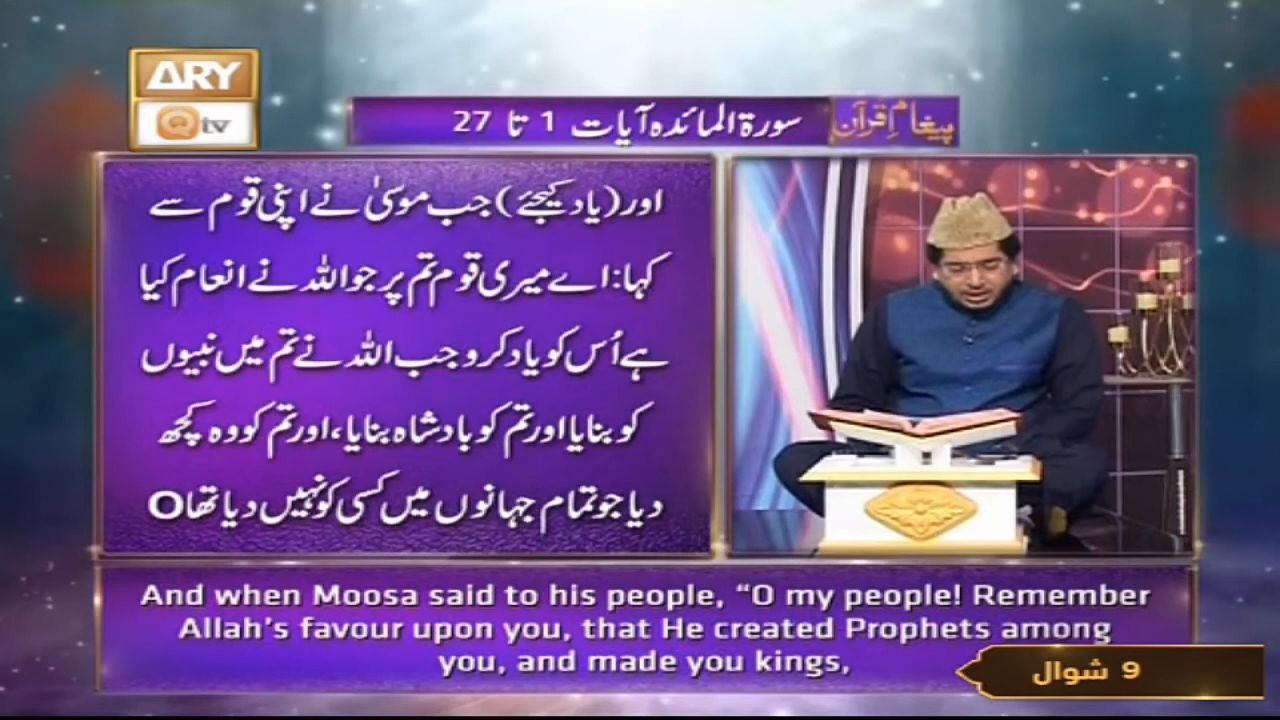 ARY
Qtv
پیغامِ قرآن
سورۃ المائدہ آیات 1 تا 27
اور (یاد کیجئے) جب موسیٰ نے اپنی قوم سے
کہا: اے میری قوم تم پر جو اللہ نے انعام کیا
ہے اُس کو یاد کرو جب اللہ نے تم میں نبیوں
کو بنایا اور تم کو بادشاہ بنایا، اور تم کو وہ کچھ
دیا جو تمام جہانوں میں کسی کو نہیں دیا تھاO
And when Moosa said to his people, “O my people! Remember
Allah's favour upon you, that He created Prophets among
you, and made you kings,
9 شوال